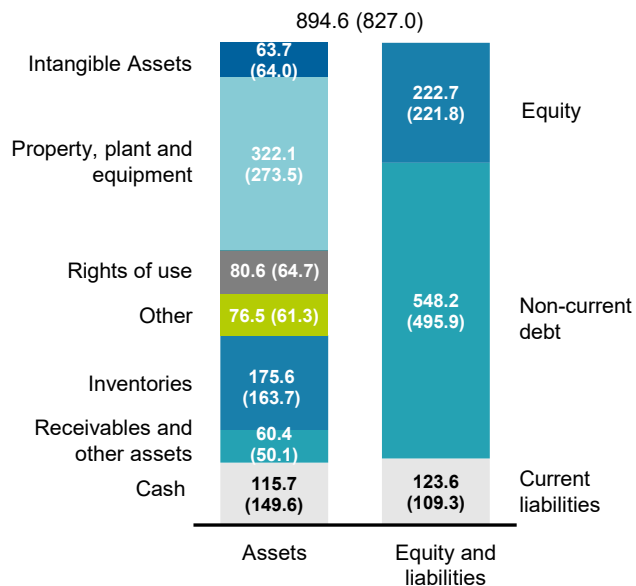 894.6 (827.0)
Intangible Assets
63.7
(64.0)
222.7
(221.8)
Equity
Property, plant and
equipment
322.1
(273.5)
Rights of use
80.6 (64.7)
Other
76.5 (61.3)
548.2
(495.9)
Non-current
debt
Inventories
175.6
(163.7)
Receivables and
other assets
60.4
(50.1)
Cash
115.7
(149.6)
123.6
(109.3)
Current
liabilities
Assets
Equity and
liabilities